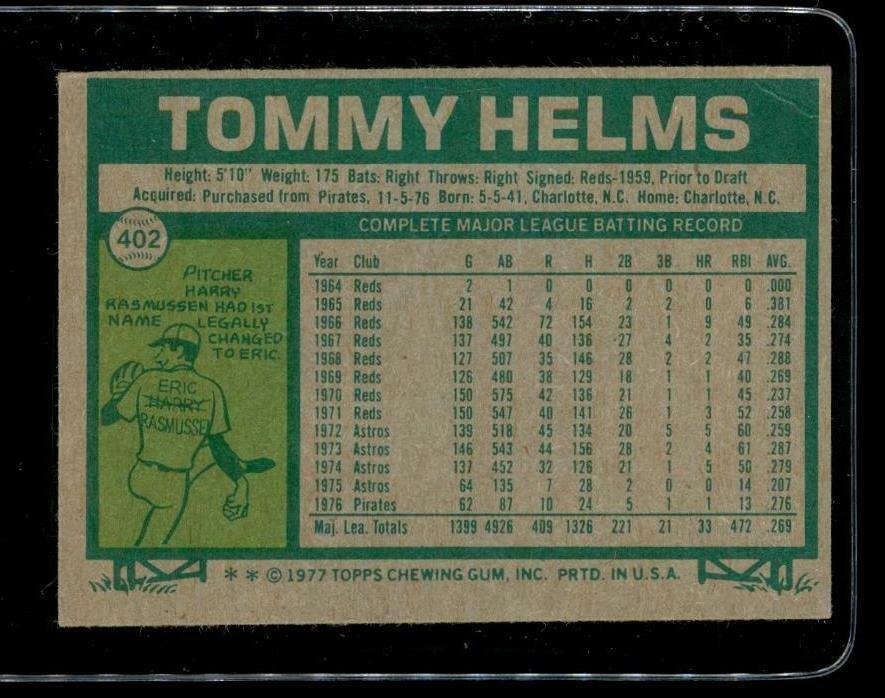 TOMMY HELMS
Height: 5'10" Weight: 175 Bats: Right Throws: Right Signed: Reds-1959, Prior to Draft
Acquired: Purchased from Pirates, 11-5-76 Born: 5-5-41, Charlotte, N.C. Home: Charlotte, N.C.
402
COMPLETE MAJOR LEAGUE BATTING RECORD
PITCHER
HARRY
RASMUSSEN HAD 1ST
NAME LEGALLY
CHANGED
TO ERIC.
ERIC
HARRY
RASMUSSE
Year Club G AB R H 2B 3B HR RBI AVG.
1964 Reds 2 1 0 0 0 0 0 0 .000
1965 Reds 21 42 4 16 2 2 0 6 .381
1966 Reds 138 542 72 154 23 1 9 49 .284
1967 Reds 137 497 40 136 27 4 2 35 .274
1968 Reds 127 507 35 146 28 2 2 47 .288
1969 Reds 126 480 38 129 18 1 1 40 .269
1970 Reds 150 575 42 136 21 1 1 45 .237
1971 Reds 150 547 40 141 26 1 3 52 .258
1972 Astros 139 518 45 134 20 5 5 60 .259
1973 Astros 146 543 44 156 28 2 4 61 .287
1974 Astros 137 452 32 126 21 1 5 50 .279
1975 Astros 64 135 7 28 2 0 0 14 .207
1976 Pirates 62 87 10 24 5 1 1 13 .276
Maj. Lea. Totals 1399 4926 409 1326 221 21 33 472 .269
* * © 1977 TOPPS CHEWING GUM, INC. PRTD. IN U.S.A.